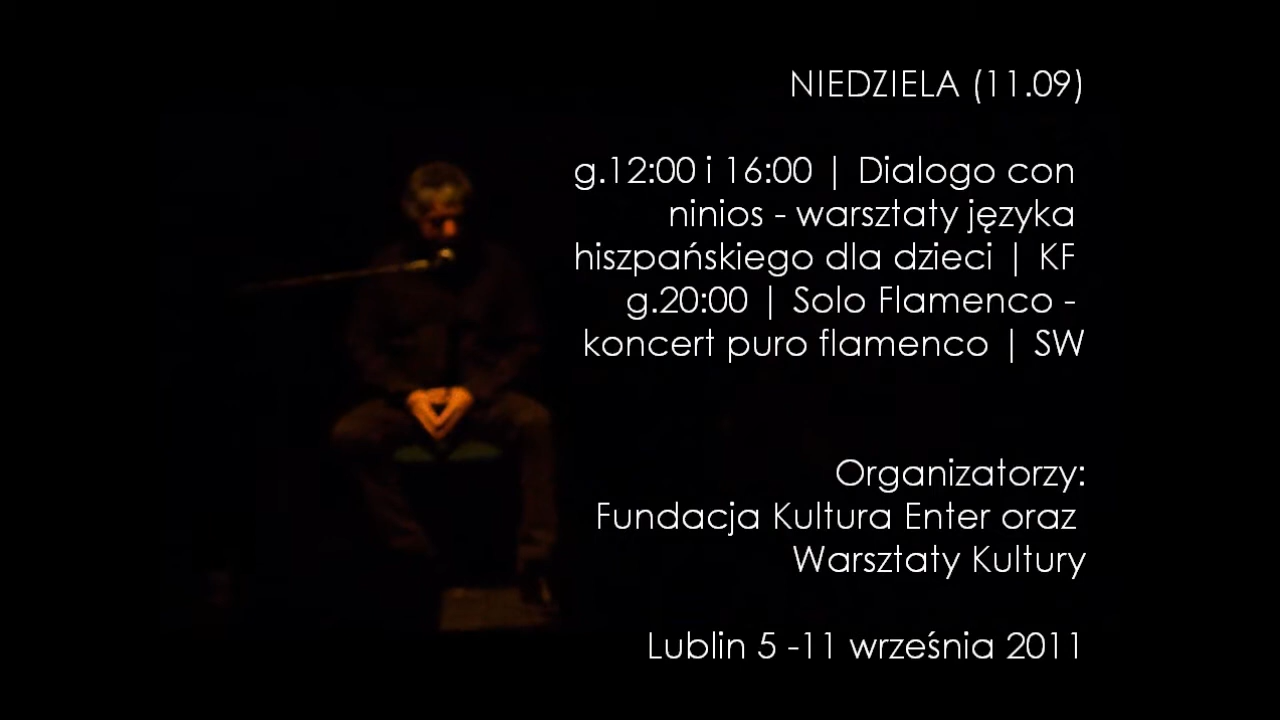 NIEDZIELA (11.09)
g.12:00 i 16:00 | Dialogo con
ninios - warsztaty języka
hiszpańskiego dla dzieci | KF
g.20:00 | Solo Flamenco -
koncert puro flamenco | SW
Organizatorzy:
Fundacja Kultura Enter oraz
Warsztaty Kultury
Lublin 5 -11 września 2011